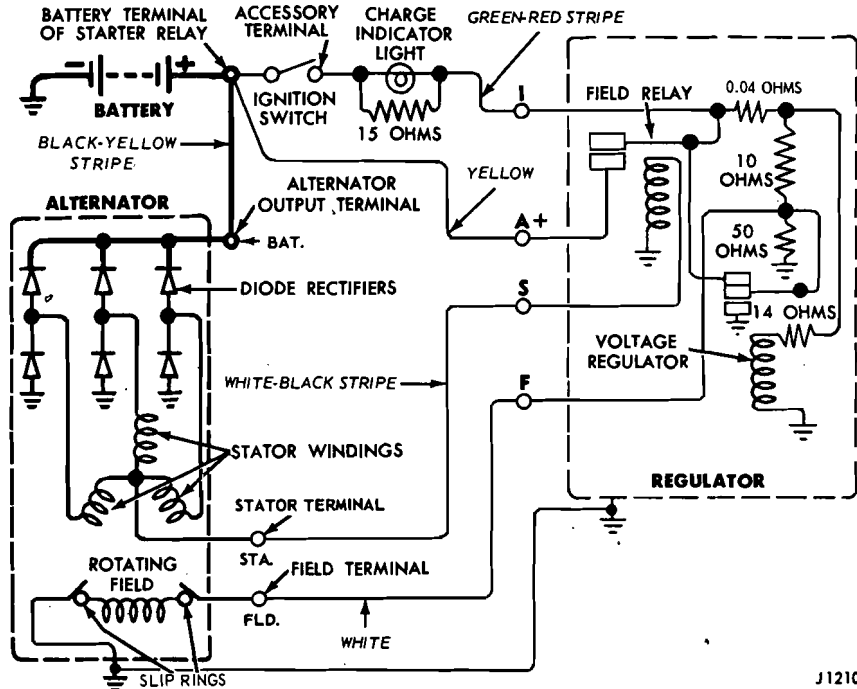 BATTERY TERMINAL
OF STARTER RELAY
ACCESSORY
TERMINAL
CHARGE
INDICATOR
LIGHT
GREEN-RED STRIPE
- +
BATTERY
IGNITION
SWITCH
15 OHMS
I
FIELD RELAY
0.04 OHMS
BLACK-YELLOW
STRIPE
10
OHMS
YELLOW
ALTERNATOR
ALTERNATOR
OUTPUT TERMINAL
A+
BAT.
50
OHMS
DIODE RECTIFIERS
S
14 OHMS
VOLTAGE
REGULATOR
WHITE-BLACK STRIPE
F
STATOR WINDINGS
REGULATOR
STATOR TERMINAL
STA.
ROTATING
FIELD
FIELD TERMINAL
FLD.
WHITE
SLIP RINGS
J1210